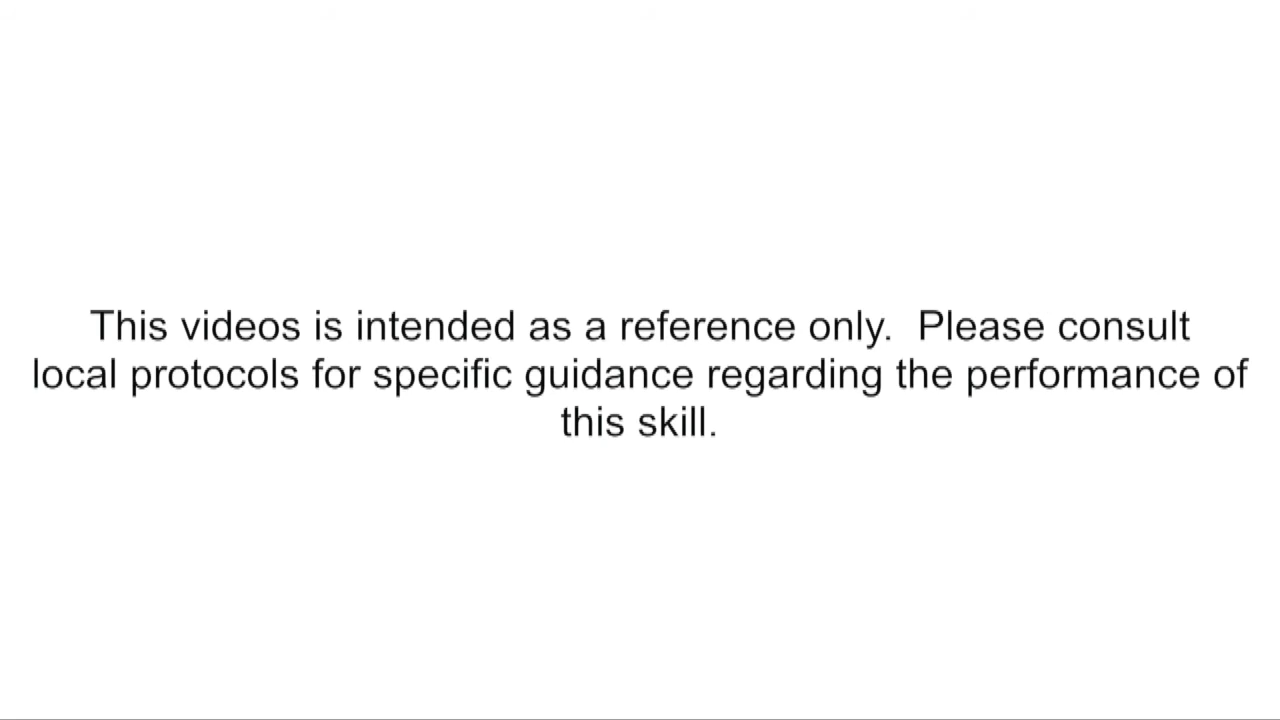 This videos is intended as a reference only.  Please consult
local protocols for specific guidance regarding the performance of
this skill.